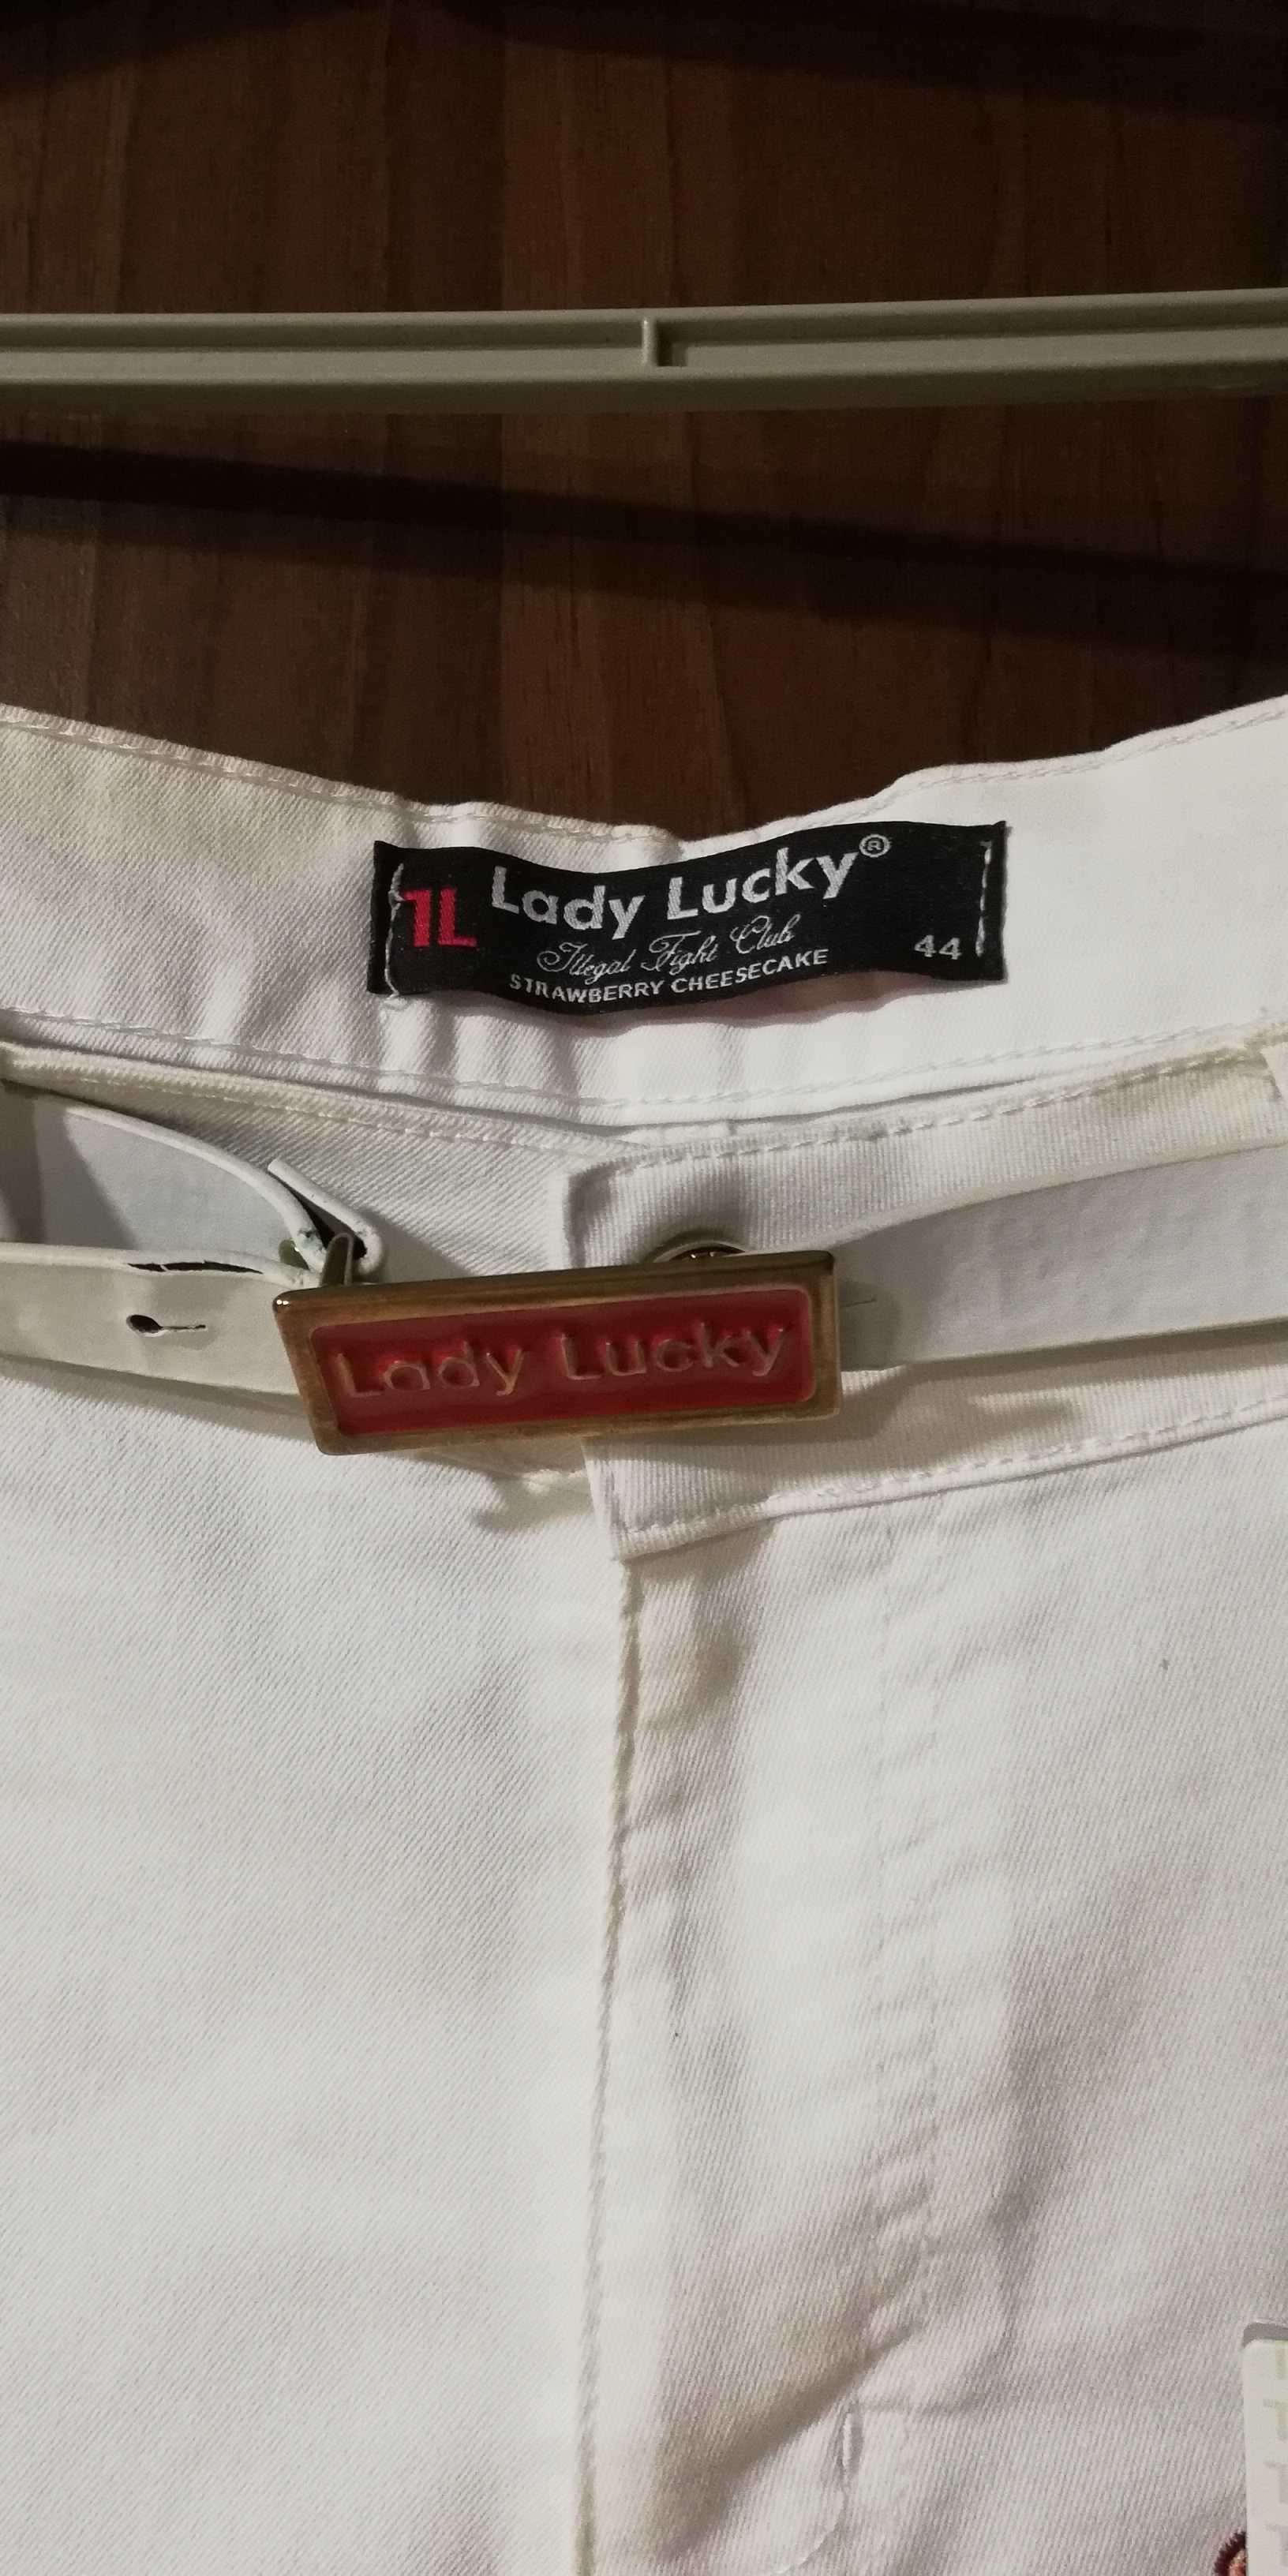 1L Lady Lucky®
Illegal Fight Club
STRAWBERRY CHEESECAKE
44
Lady Lucky